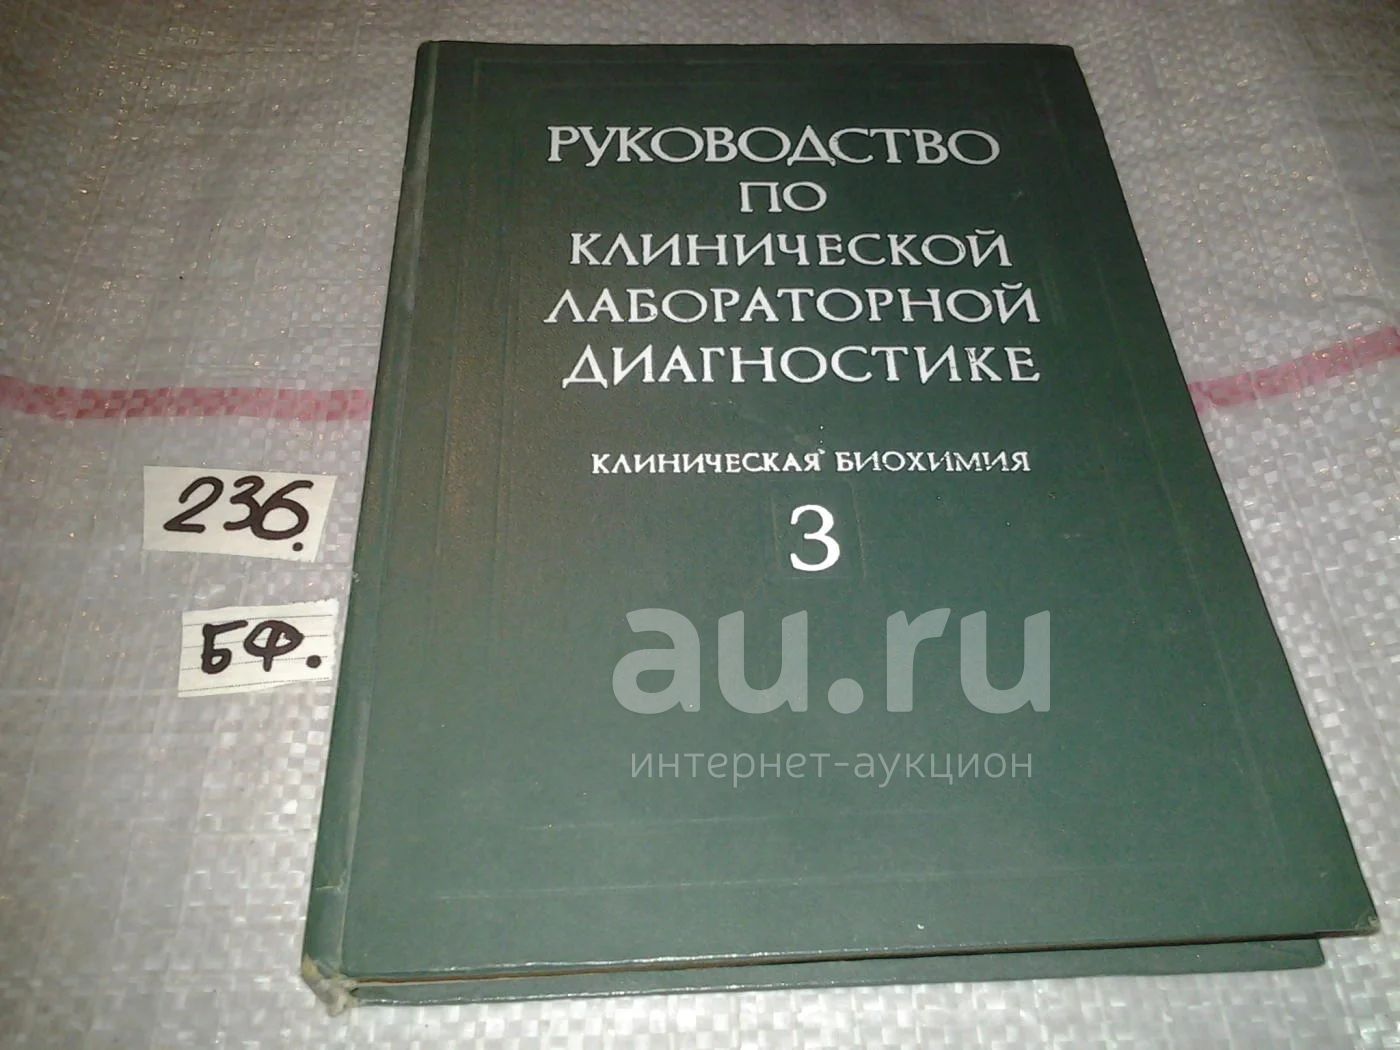 РУКОВОДСТВО
ПО
КЛИНИЧЕСКОЙ
ЛАБОРАТОРНОЙ
ДИАГНОСТИКЕ
КЛИНИЧЕСКАЯ БИОХИМИЯ
3
236.
БФ.
au.ru
интернет-аукцион